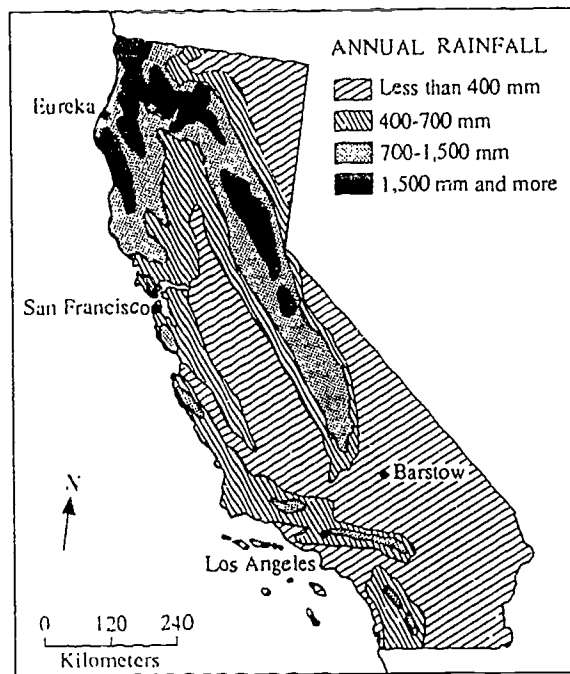 ANNUAL RAINFALL
Less than 400 mm
400-700 mm
700-1,500 mm
1,500 mm and more
Eureka
San Francisco
Barstow
N
Los Angeles
0 120 240
Kilometers